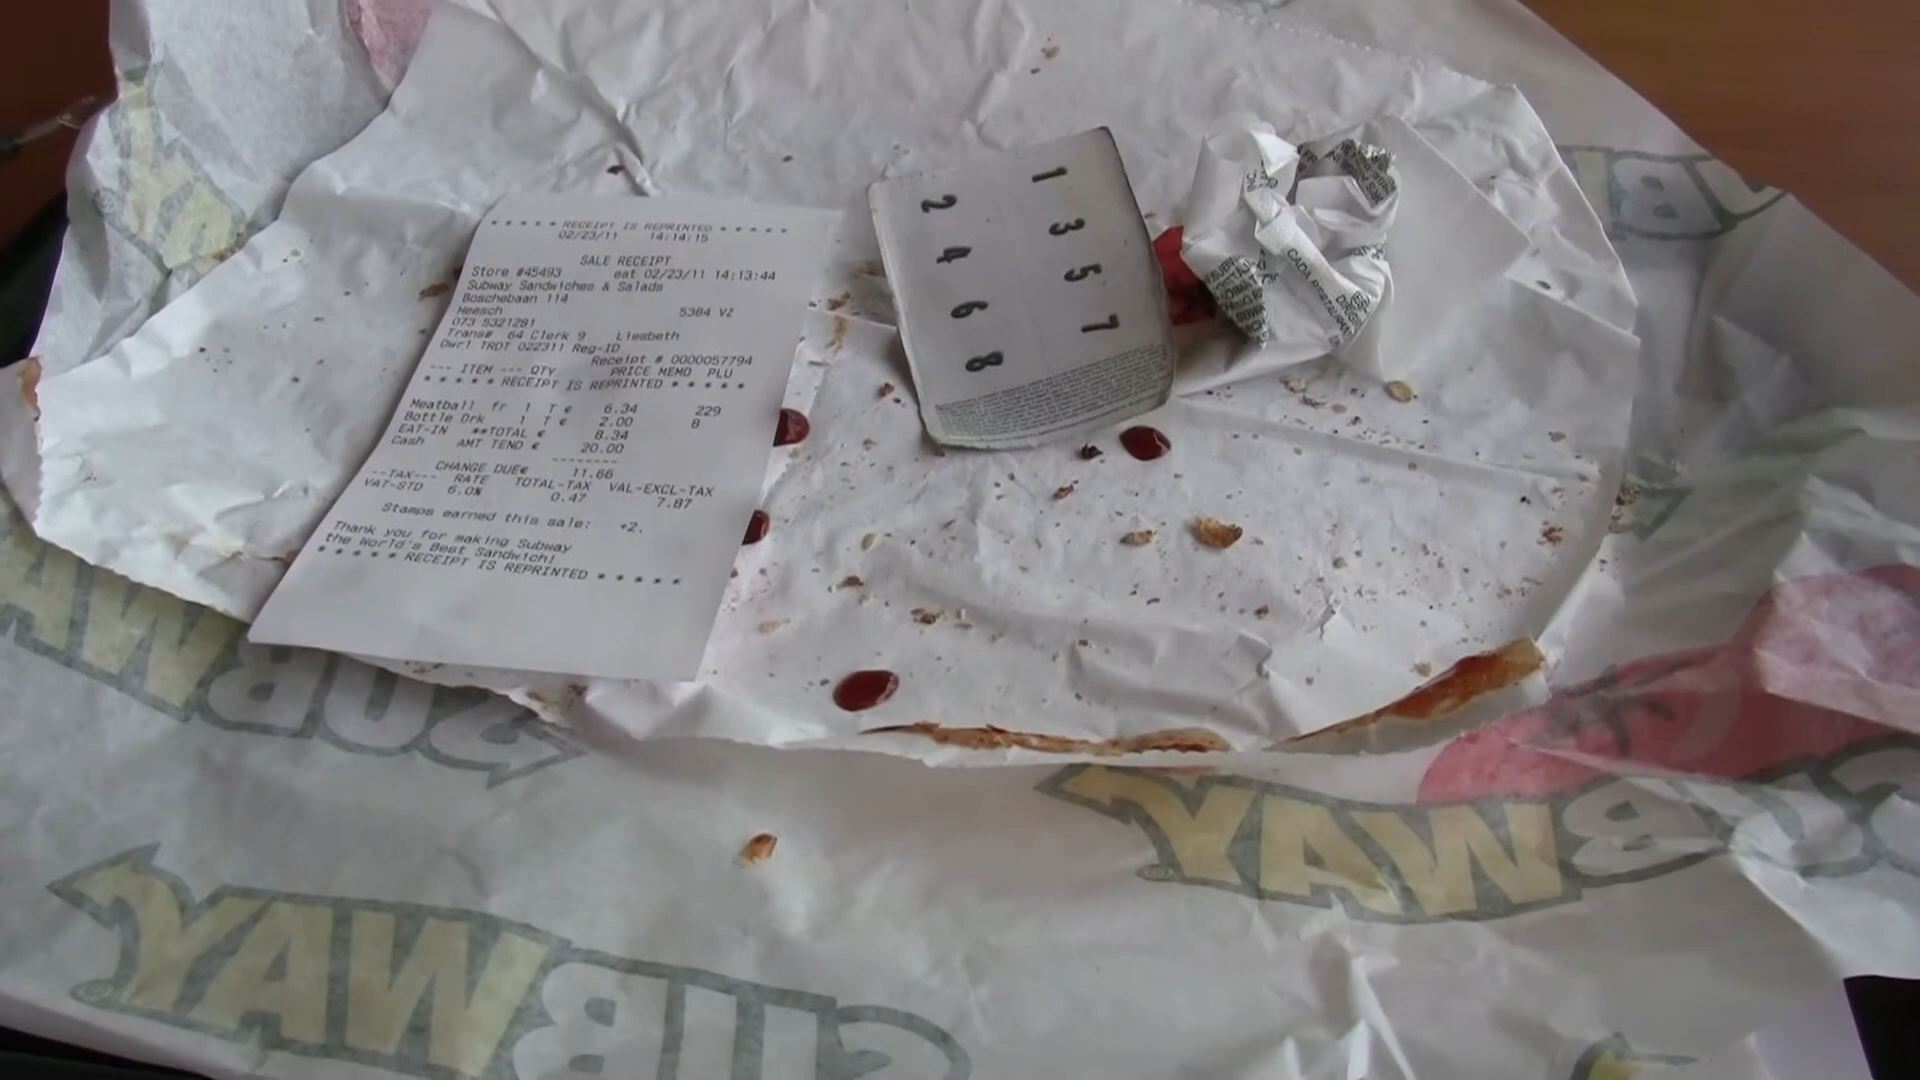 * * * * * RECEIPT IS REPRINTED * * * * *
02/23/11 14:14:15
SALE RECEIPT
Store #45493 eat 02/23/11 14:13:44
Subway Sandwiches & Salads
Boschebaan 114
Heesch 5384 VZ
073 5321281
Trans# 64 Clerk 9 Liesbeth
Dwr1 TRDT 022311 Reg-ID
Receipt # 0000057794
--- ITEM --- QTY PRICE MEMO PLU
* * * * * RECEIPT IS REPRINTED * * * * *
Meatball fr 1 T € 6.34 229
Bottle Drk 1 T € 2.00 8
EAT-IN **TOTAL € 8.34
Cash AMT TEND € 20.00
--------
CHANGE DUE€ 11.66
--TAX--- RATE TOTAL-TAX VAL-EXCL-TAX
VAT-STD 6.0% 0.47 7.87
Stamps earned this sale: +2.
Thank you for making Subway
the World's Best Sandwich!
* * * * * RECEIPT IS REPRINTED * * * * *
1 2
3 4
5 6
7 8
CADA RESTAURAN
SUBWAY
SUBWAY
SUBWAY